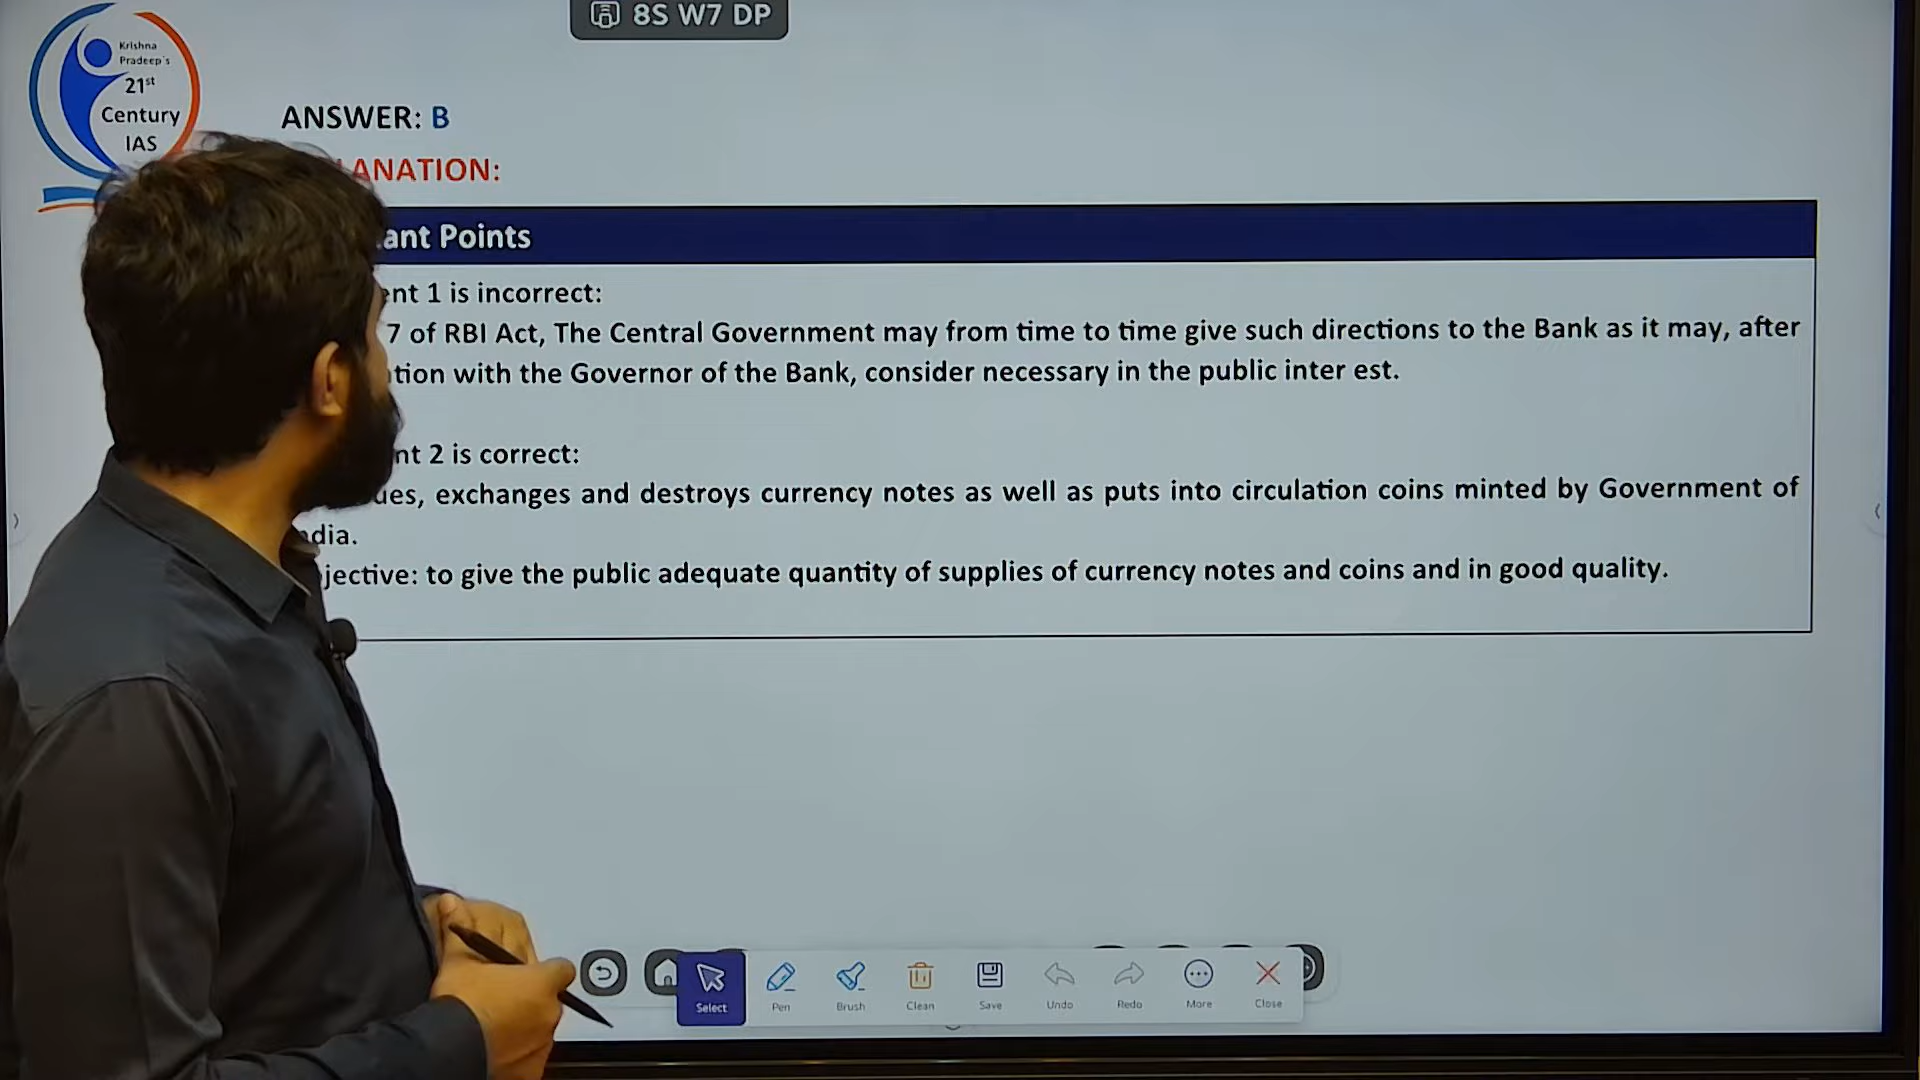 8S W7 DP
Krishna
Pradeep's
21st
Century
IAS
ANSWER: B
ANATION:
ant Points
nt 1 is incorrect:
7 of RBI Act, The Central Government may from time to time give such directions to the Bank as it may, after
tion with the Governor of the Bank, consider necessary in the public inter est.
nt 2 is correct:
ues, exchanges and destroys currency notes as well as puts into circulation coins minted by Government of
dia.
jective: to give the public adequate quantity of supplies of currency notes and coins and in good quality.
Select Pen Brush Clean Save Undo Redo More Close